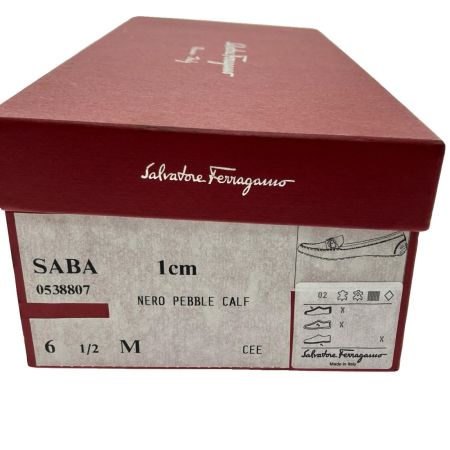 Salvatore
Ferragamo
Salvatore Ferragamo
SABA 1cm
0538807
NERO PEBBLE CALF
6 1/2 M CEE
02
X
X
X
Salvatore Ferragamo
Made in Italy